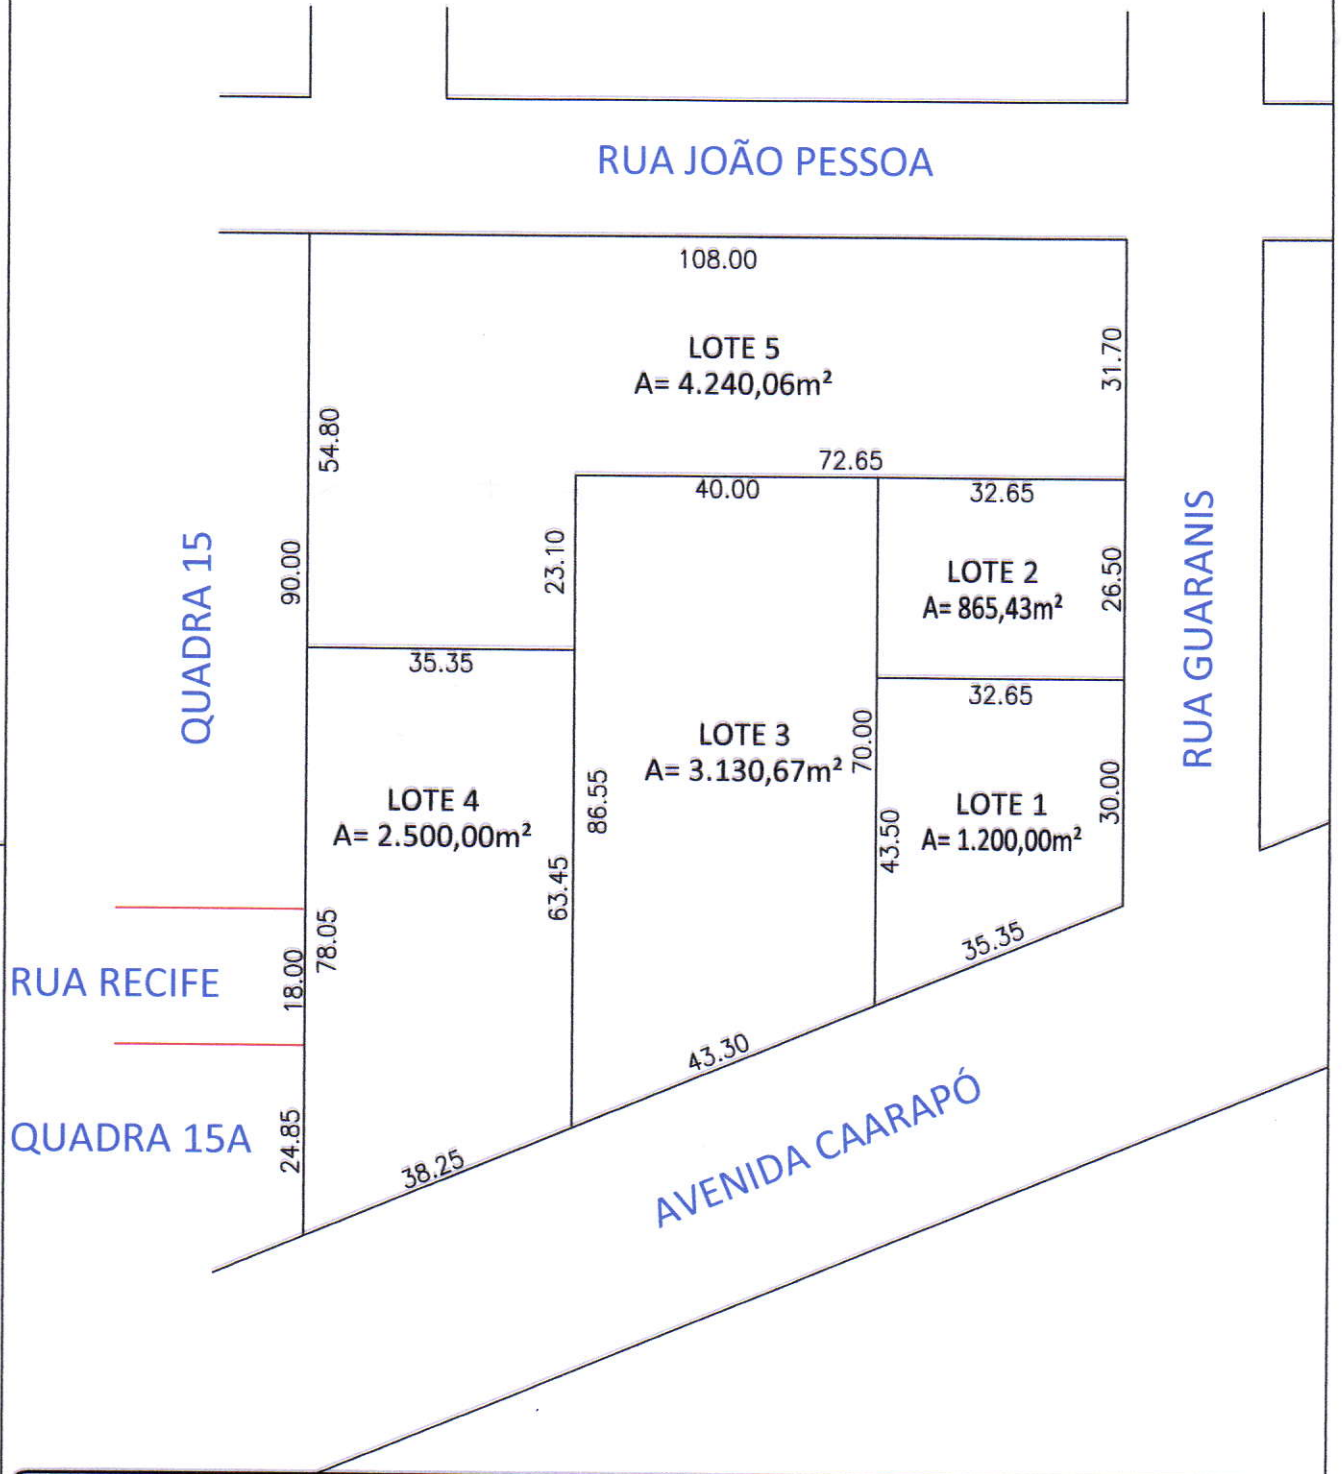 RUA JOÃO PESSOA
108.00
LOTE 5
A= 4.240,06m²
31.70
54.80
72.65
40.00
32.65
QUADRA 15
90.00
23.10
LOTE 2
A= 865,43m²
26.50
RUA GUARANIS
35.35
32.65
LOTE 3
A= 3.130,67m²
70.00
LOTE 4
A= 2.500,00m²
86.55
LOTE 1
A= 1.200,00m²
30.00
43.50
63.45
78.05
35.35
RUA RECIFE
18.00
43.30
QUADRA 15A
24.85
38.25
AVENIDA CAARAPÓ